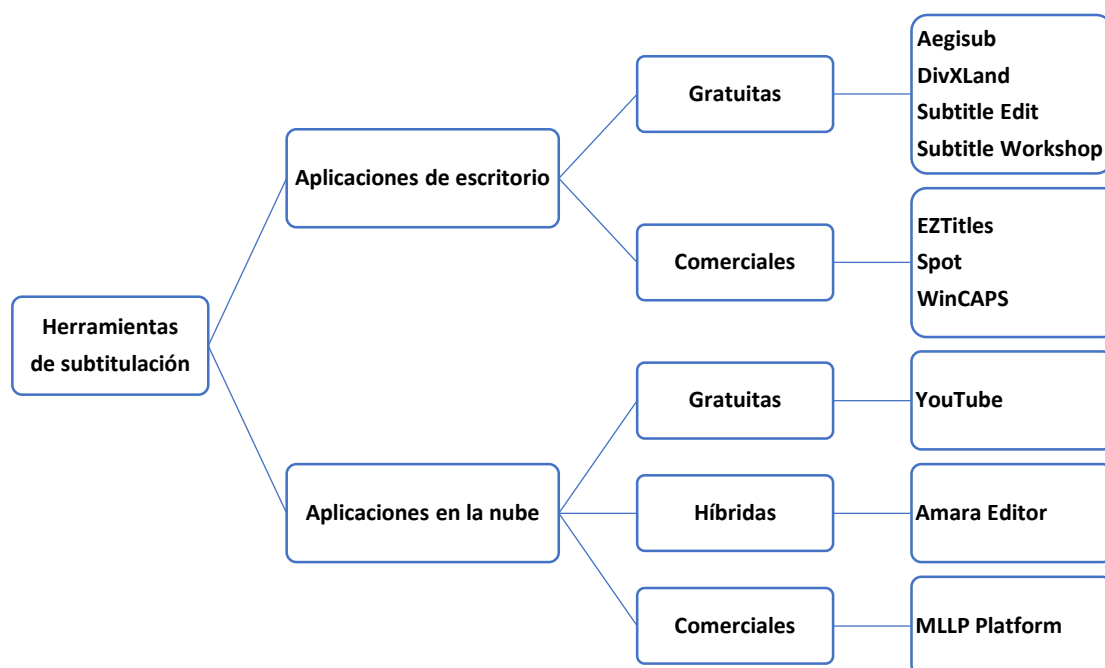 Herramientas
de subtitulación
Aplicaciones de escritorio
Gratuitas
Aegisub
DivXLand
Subtitle Edit
Subtitle Workshop
Comerciales
EZTitles
Spot
WinCAPS
Aplicaciones en la nube
Gratuitas
YouTube
Híbridas
Amara Editor
Comerciales
MLLP Platform